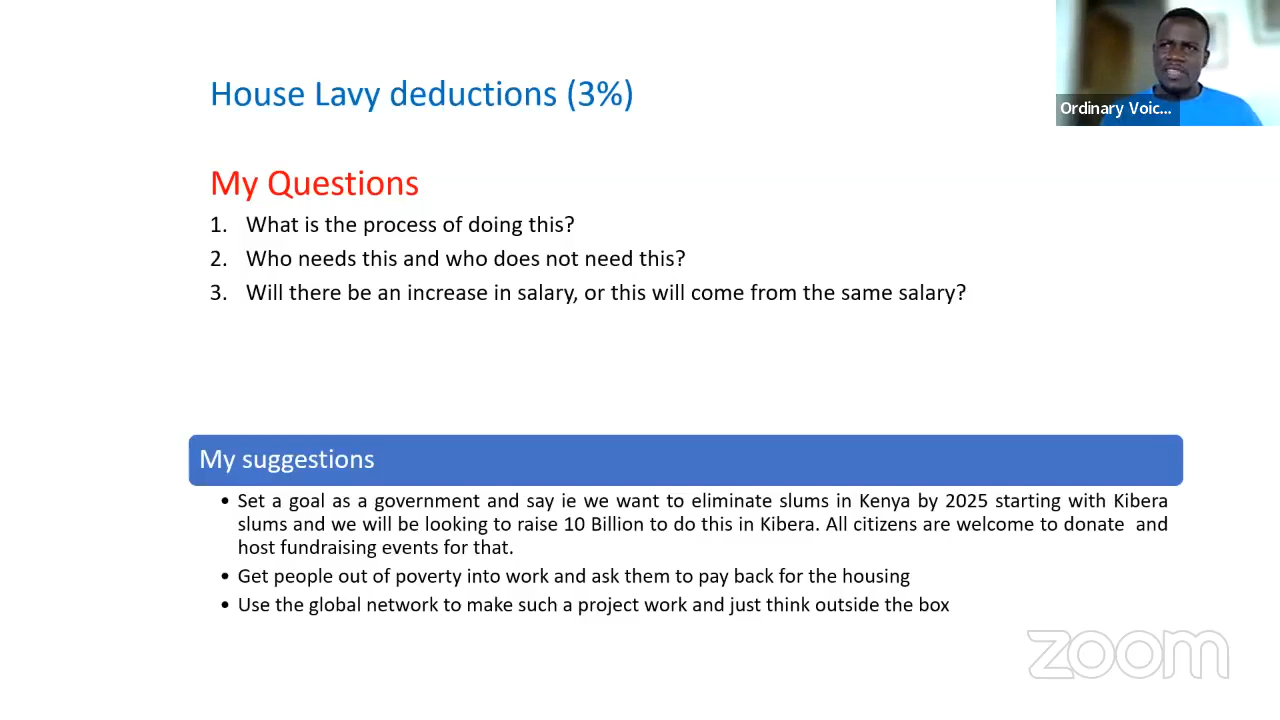 House Lavy deductions (3%)
Ordinary Voic...
My Questions
1. What is the process of doing this?
2. Who needs this and who does not need this?
3. Will there be an increase in salary, or this will come from the same salary?
My suggestions
• Set a goal as a government and say ie we want to eliminate slums in Kenya by 2025 starting with Kibera
slums and we will be looking to raise 10 Billion to do this in Kibera. All citizens are welcome to donate and
host fundraising events for that.
• Get people out of poverty into work and ask them to pay back for the housing
• Use the global network to make such a project work and just think outside the box
zoom